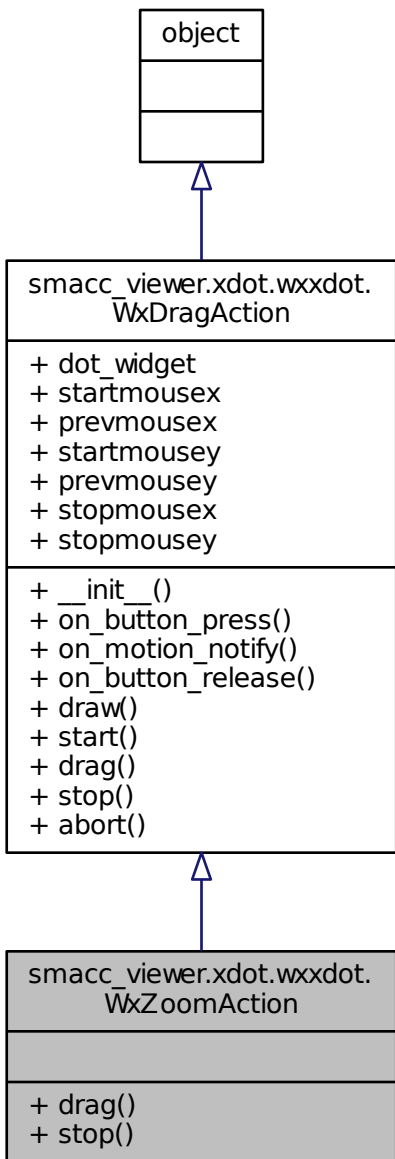 object
smacc_viewer.xdot.wxxdot.
WxDragAction
+ dot_widget
+ startmousex
+ prevmousex
+ startmousey
+ prevmousey
+ stopmousex
+ stopmousey
+ __init__()
+ on_button_press()
+ on_motion_notify()
+ on_button_release()
+ draw()
+ start()
+ drag()
+ stop()
+ abort()
smacc_viewer.xdot.wxxdot.
WxZoomAction
+ drag()
+ stop()